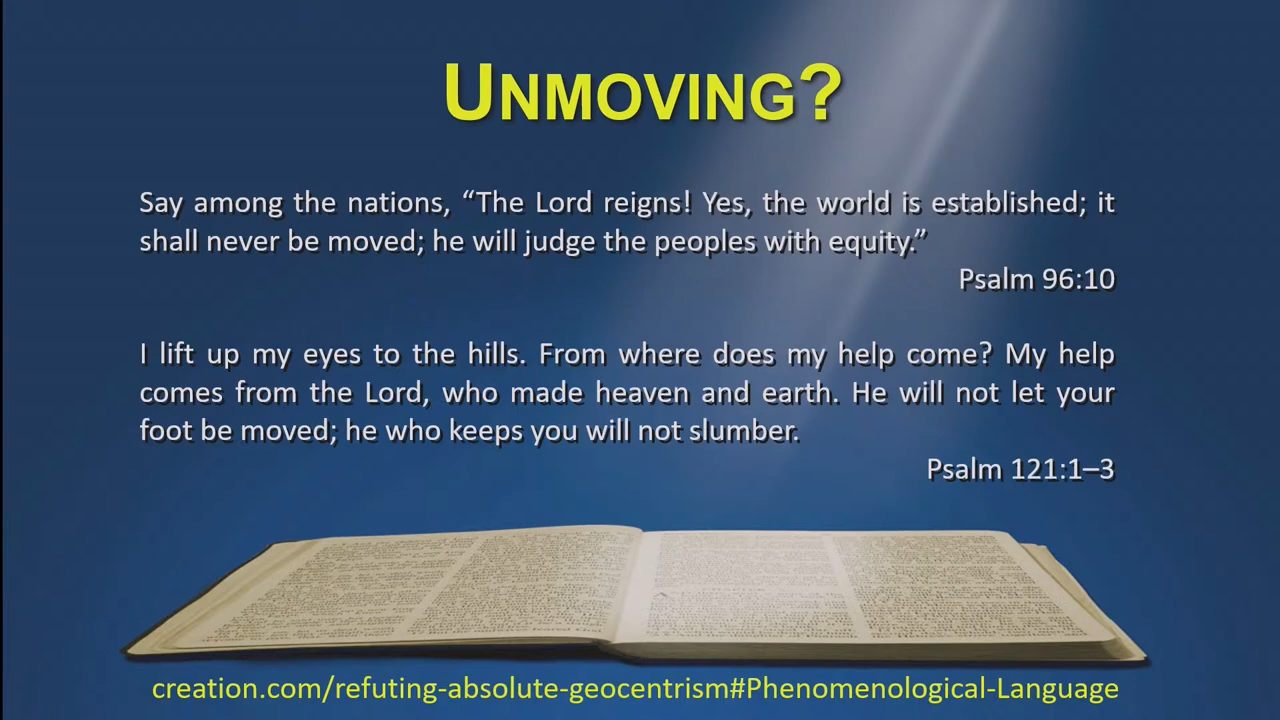 UNMOVING?
Say among the nations, “The Lord reigns! Yes, the world is established; it
shall never be moved; he will judge the peoples with equity.”
Psalm 96:10
I lift up my eyes to the hills. From where does my help come? My help
comes from the Lord, who made heaven and earth. He will not let your
foot be moved; he who keeps you will not slumber.
Psalm 121:1–3
creation.com/refuting-absolute-geocentrism#Phenomenological-Language